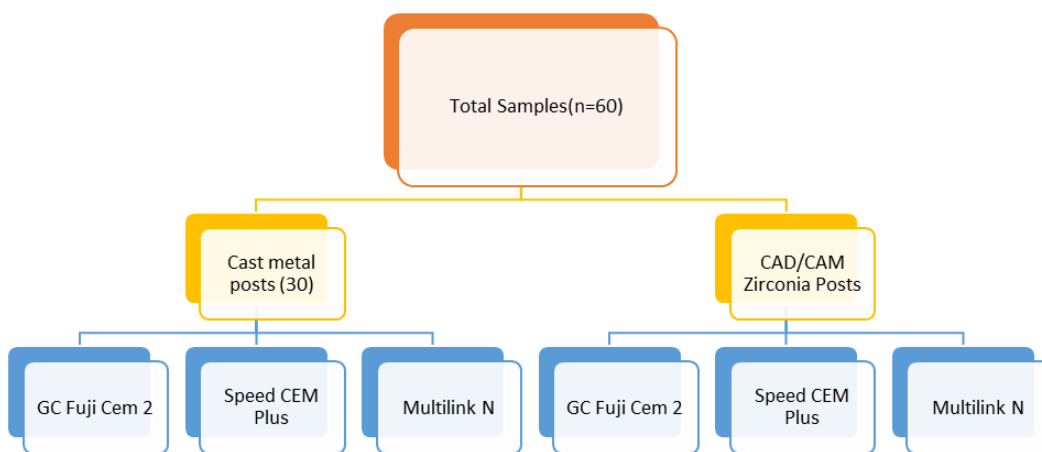 Total Samples(n=60)
Cast metal
posts (30)
CAD/CAM
Zirconia Posts
GC Fuji Cem 2
Speed CEM
Plus
Multilink N
GC Fuji Cem 2
Speed CEM
Plus
Multilink N